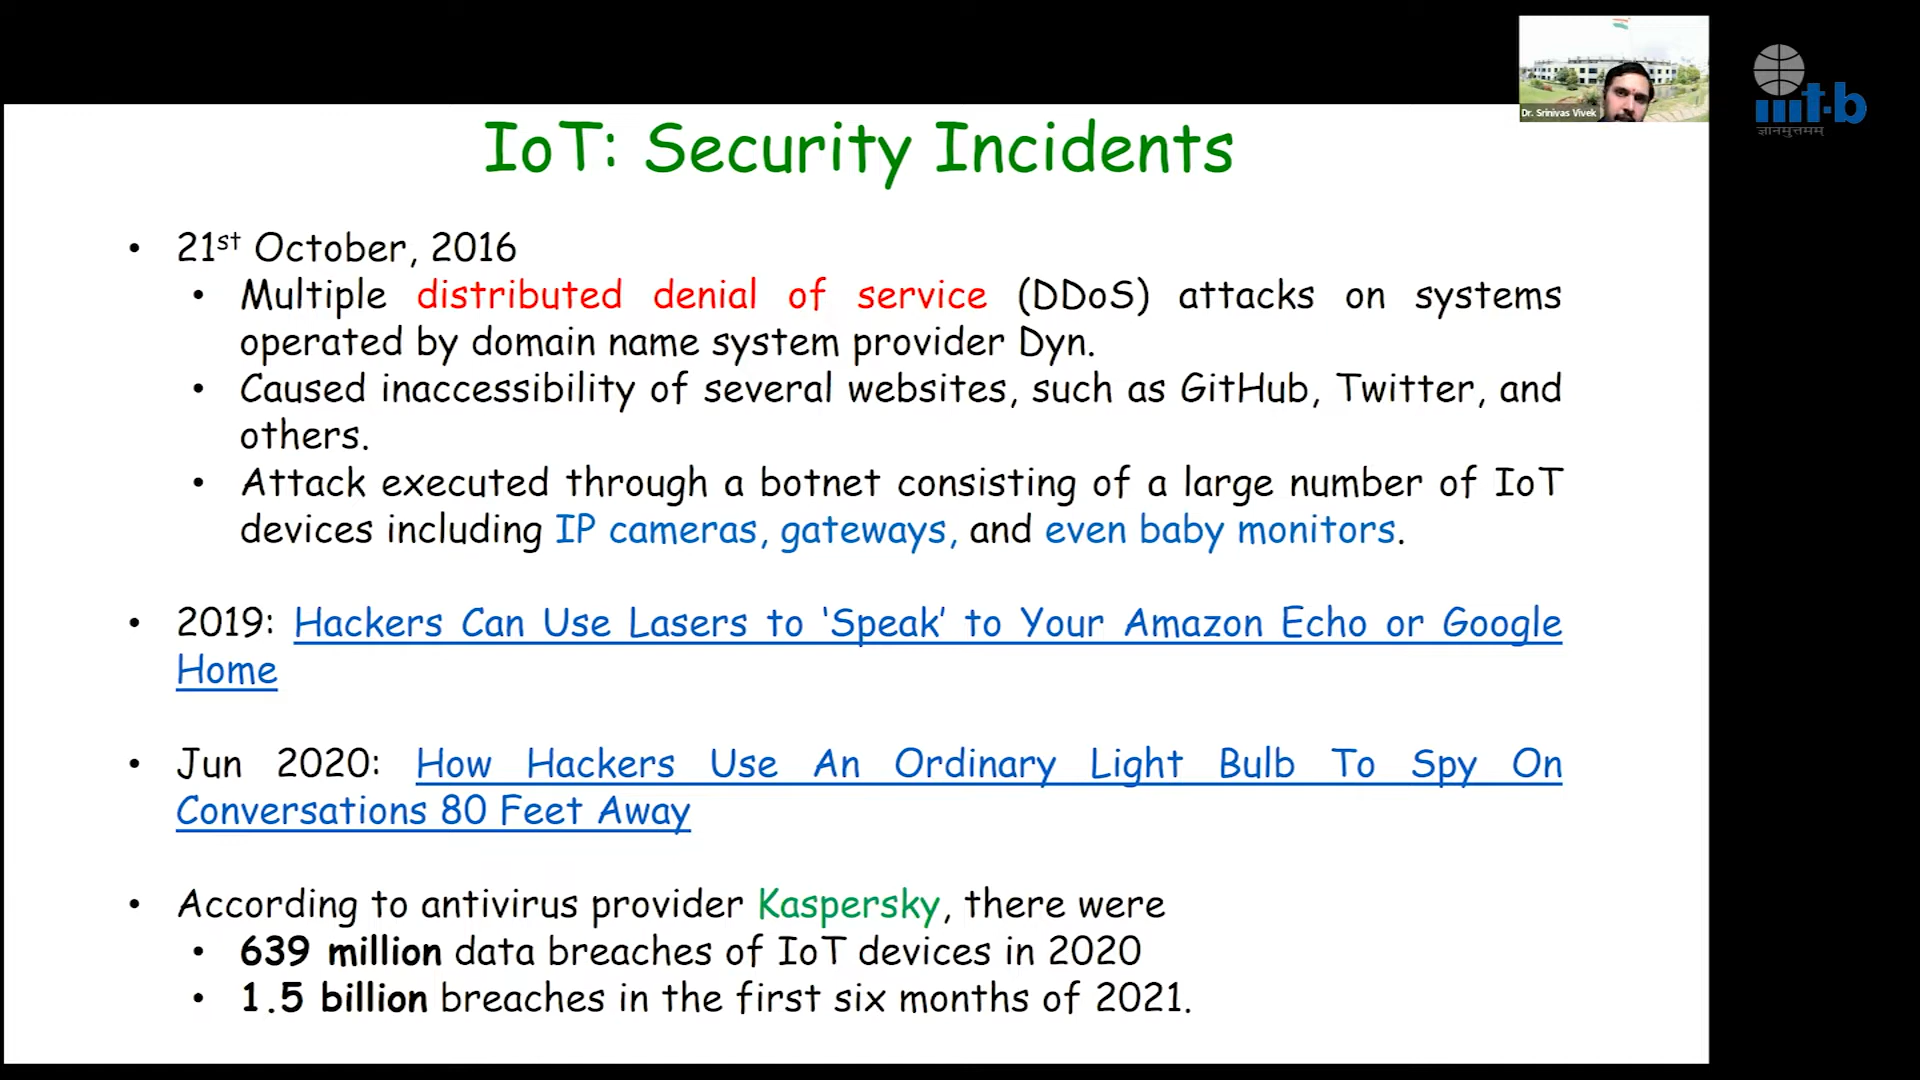 Dr. Srinivas Vivek
iiit-b
ज्ञानमुत्तमम्
IoT: Security Incidents
• 21st October, 2016
• Multiple distributed denial of service (DDoS) attacks on systems
operated by domain name system provider Dyn.
• Caused inaccessibility of several websites, such as GitHub, Twitter, and
others.
• Attack executed through a botnet consisting of a large number of IoT
devices including IP cameras, gateways, and even baby monitors.
• 2019: Hackers Can Use Lasers to ‘Speak’ to Your Amazon Echo or Google
Home
• Jun 2020: How Hackers Use An Ordinary Light Bulb To Spy On
Conversations 80 Feet Away
• According to antivirus provider Kaspersky, there were
• 639 million data breaches of IoT devices in 2020
• 1.5 billion breaches in the first six months of 2021.